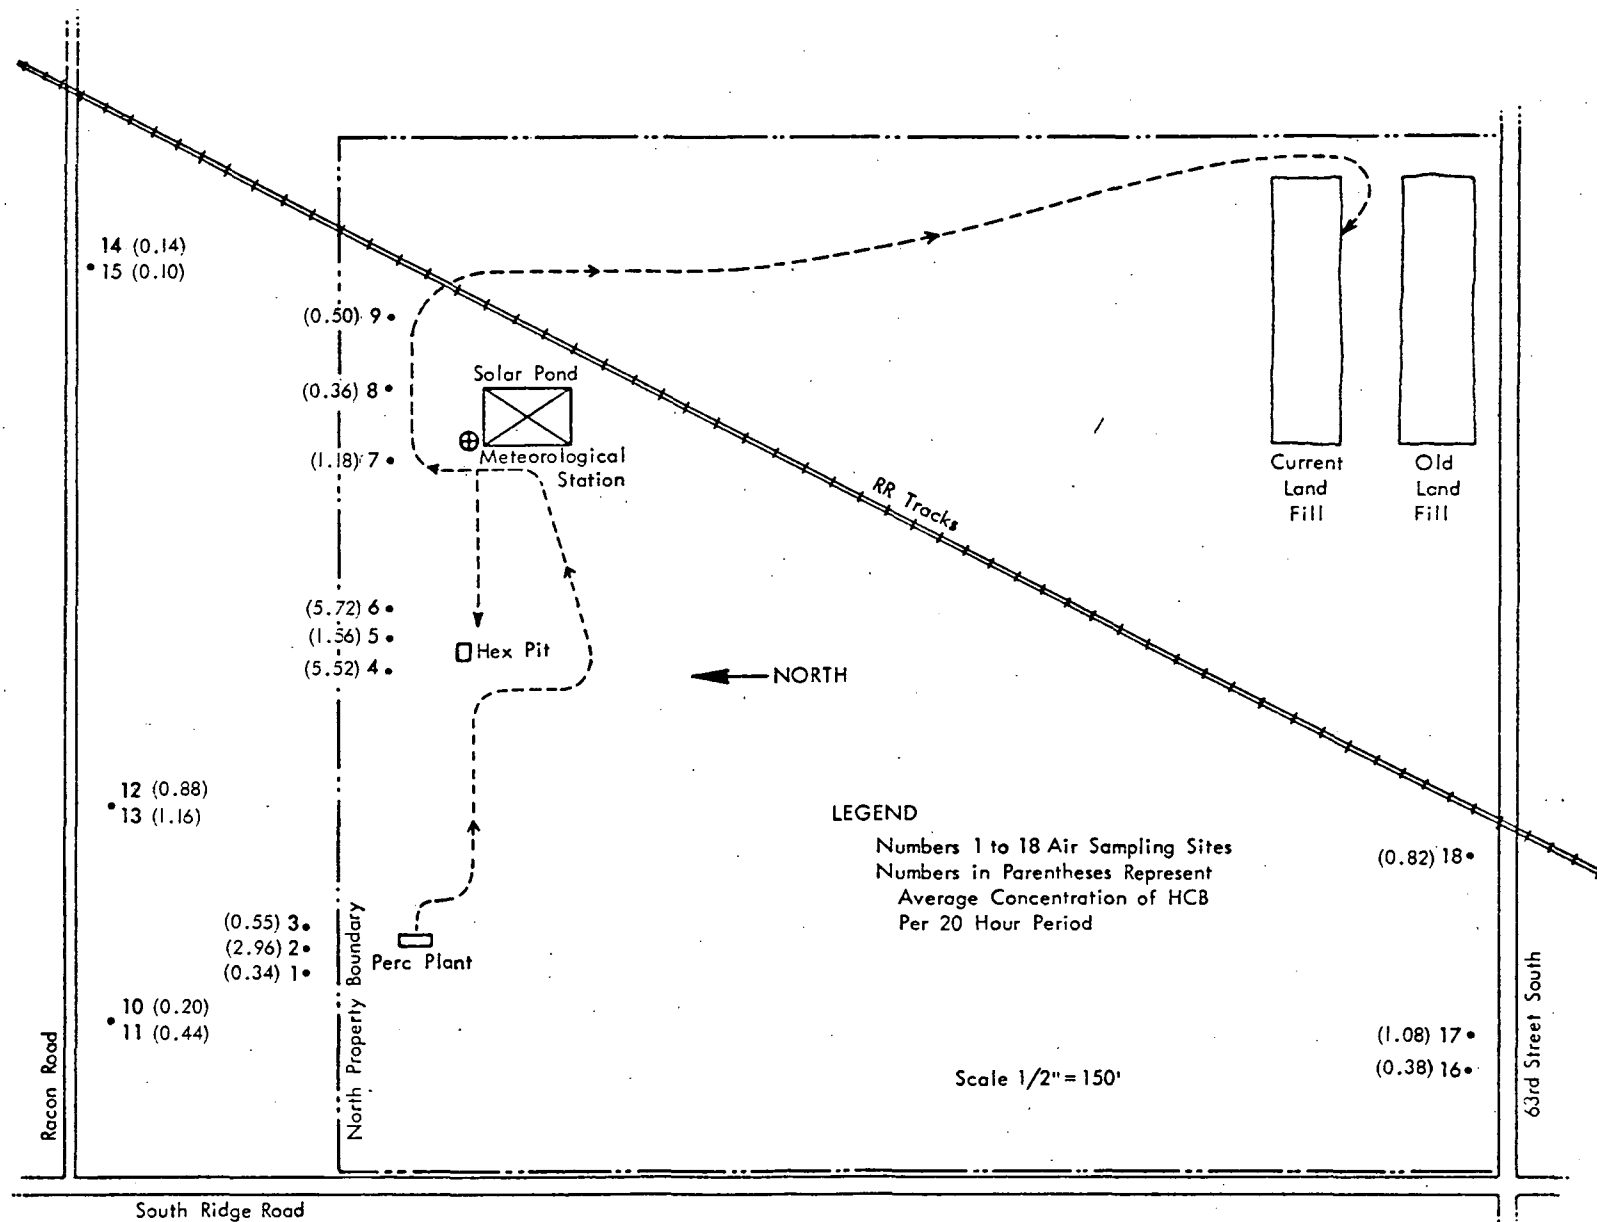 14 (0.14)
15 (0.10)
(0.50) 9
Solar Pond
(0.36) 8
(1.18) 7
Meteorological
Station
Current
Land
Fill
Old
Land
Fill
RR Tracks
(5.72) 6
(1.56) 5
(5.52) 4
Hex Pit
NORTH
12 (0.88)
13 (1.16)
LEGEND
Numbers 1 to 18 Air Sampling Sites
Numbers in Parentheses Represent
Average Concentration of HCB
Per 20 Hour Period
(0.82) 18
(0.55) 3
(2.96) 2
(0.34) 1
Perc Plant
North Property Boundary
10 (0.20)
11 (0.44)
Racon Road
(1.08) 17
(0.38) 16
Scale 1/2" = 150'
63rd Street South
South Ridge Road